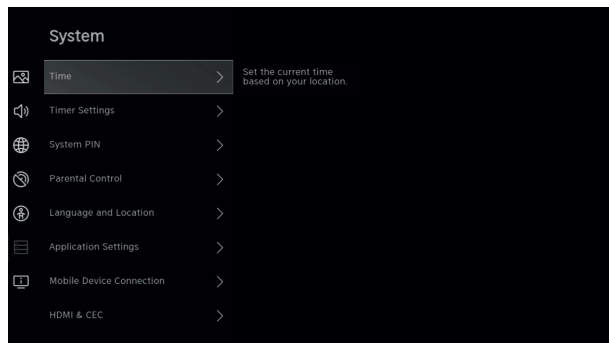 System
Time
Set the current time
based on your location.
Timer Settings
System PIN
Parental Control
Language and Location
Application Settings
Mobile Device Connection
HDMI & CEC